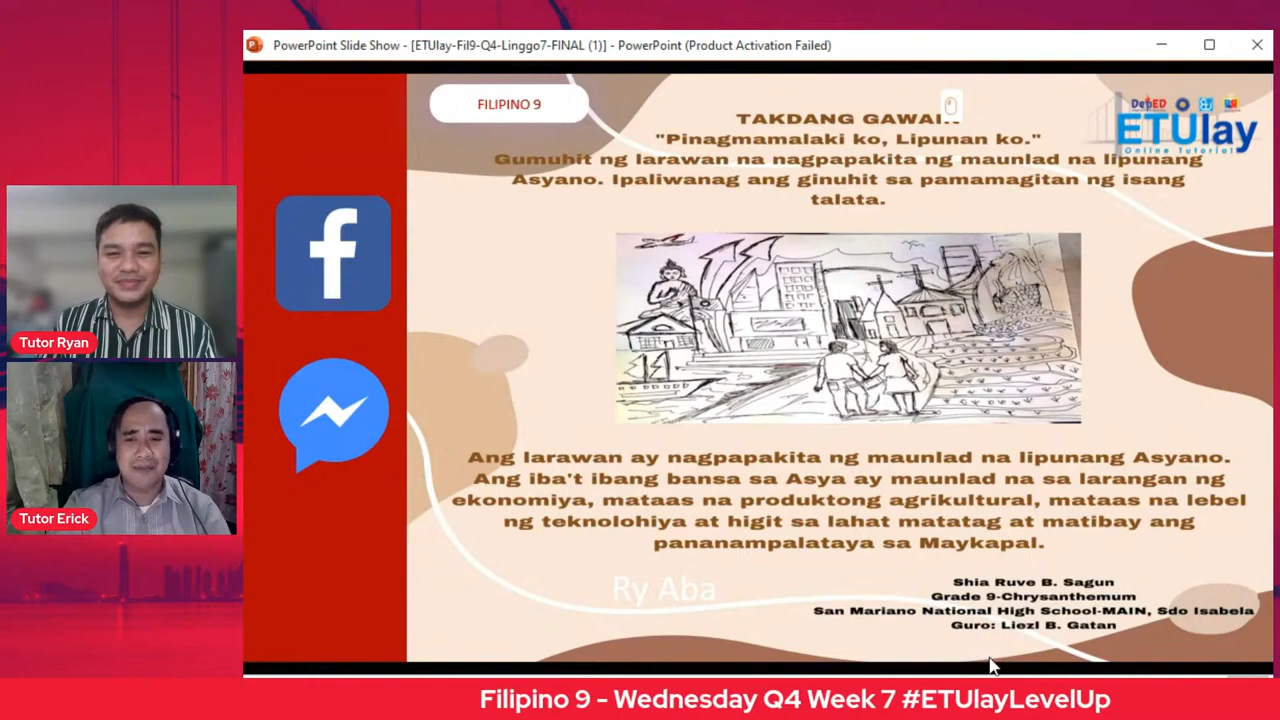 PowerPoint Slide Show - [ETUlay-Fil9-Q4-Linggo7-FINAL (1)] - PowerPoint (Product Activation Failed)
FILIPINO 9
DepED
ETUlay
Online Tutorial
TAKDANG GAWAIN
"Pinagmamalaki ko, Lipunan ko."
Gumuhit ng larawan na nagpapakita ng maunlad na lipunang
Asyano. Ipaliwanag ang ginuhit sa pamamagitan ng isang
talata.
Tutor Ryan
Tutor Erick
Ang larawan ay nagpapakita ng maunlad na lipunang Asyano.
Ang iba't ibang bansa sa Asya ay maunlad na sa larangan ng
ekonomiya, mataas na produktong agrikultural, mataas na lebel
ng teknolohiya at higit sa lahat matatag at matibay ang
pananampalataya sa Maykapal.
Ry Aba
Shia Ruve B. Sagun
Grade 9-Chrysanthemum
San Mariano National High School-MAIN, Sdo Isabela
Guro: Liezl B. Gatan
Filipino 9 - Wednesday Q4 Week 7 #ETUlayLevelUp